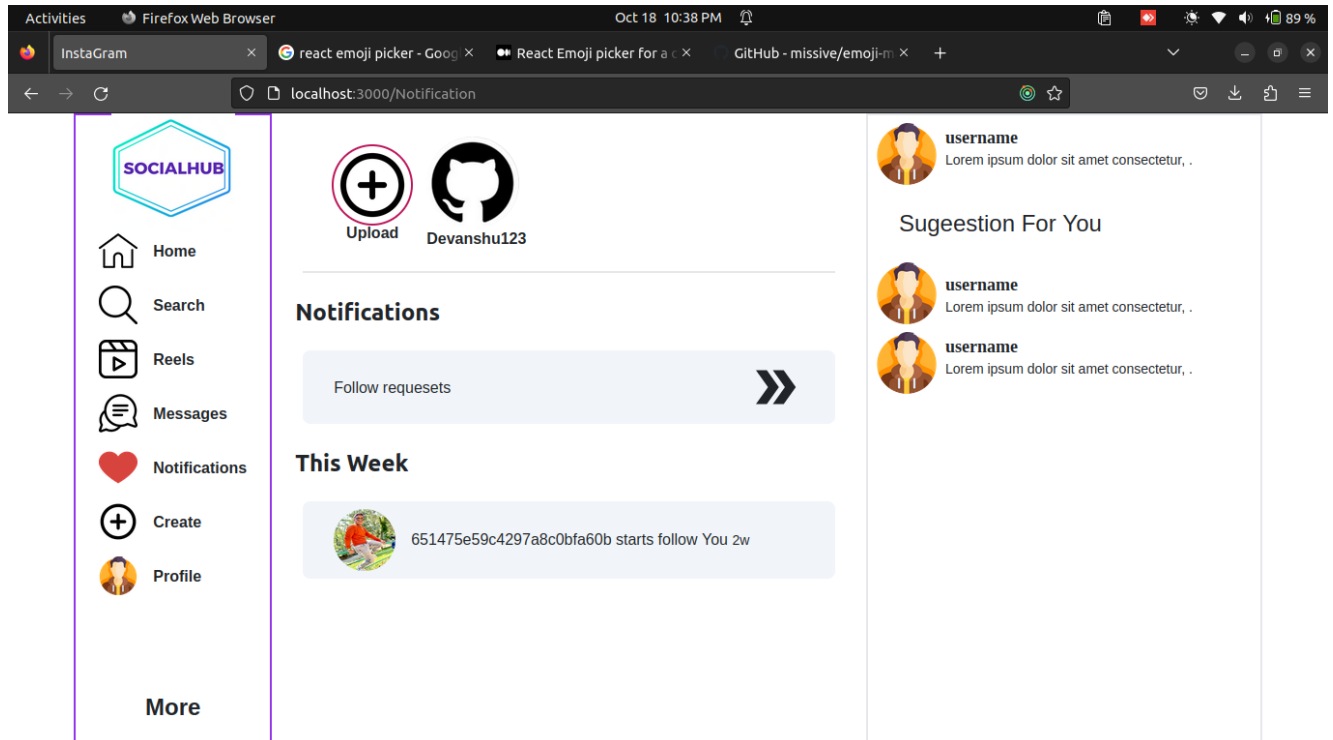 Activities Firefox Web Browser Oct 18 10:38 PM 89 %
InstaGram react emoji picker - Goog React Emoji picker for a c GitHub - missive/emoji-m
localhost:3000/Notification
SOCIALHUB
Home
Search
Reels
Messages
Notifications
Create
Profile
More
Upload
Devanshu123
Notifications
Follow requesets
This Week
651475e59c4297a8c0bfa60b starts follow You 2w
username
Lorem ipsum dolor sit amet consectetur, .
Sugeestion For You
username
Lorem ipsum dolor sit amet consectetur, .
username
Lorem ipsum dolor sit amet consectetur, .